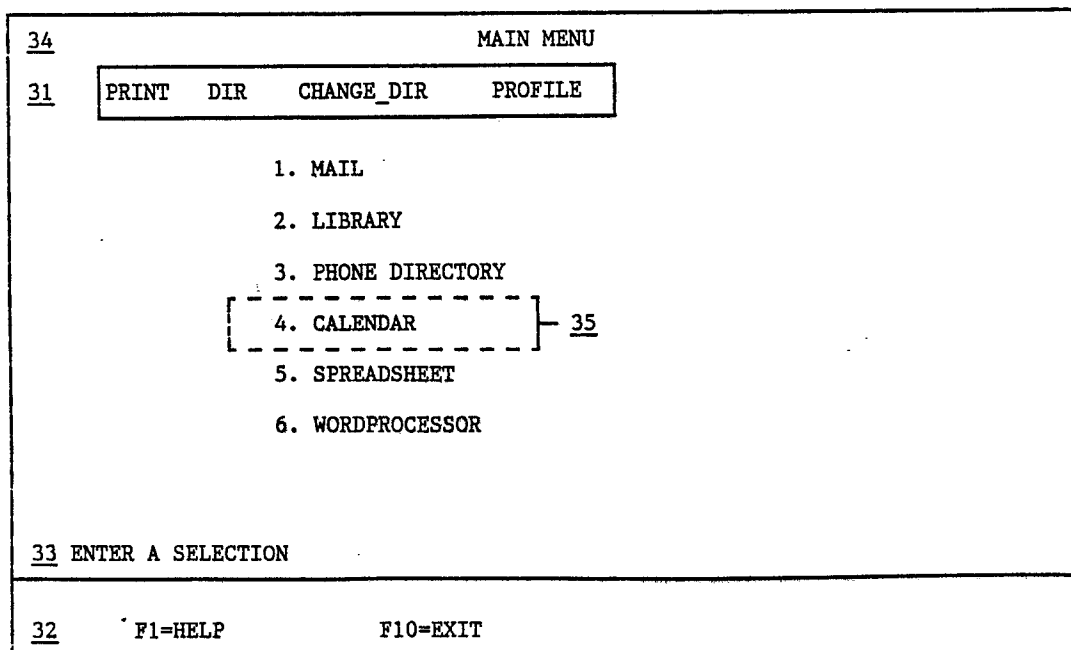 34 MAIN MENU
31 PRINT DIR CHANGE_DIR PROFILE
1. MAIL
2. LIBRARY
3. PHONE DIRECTORY
4. CALENDAR 35
5. SPREADSHEET
6. WORDPROCESSOR
33 ENTER A SELECTION
32 F1=HELP F10=EXIT